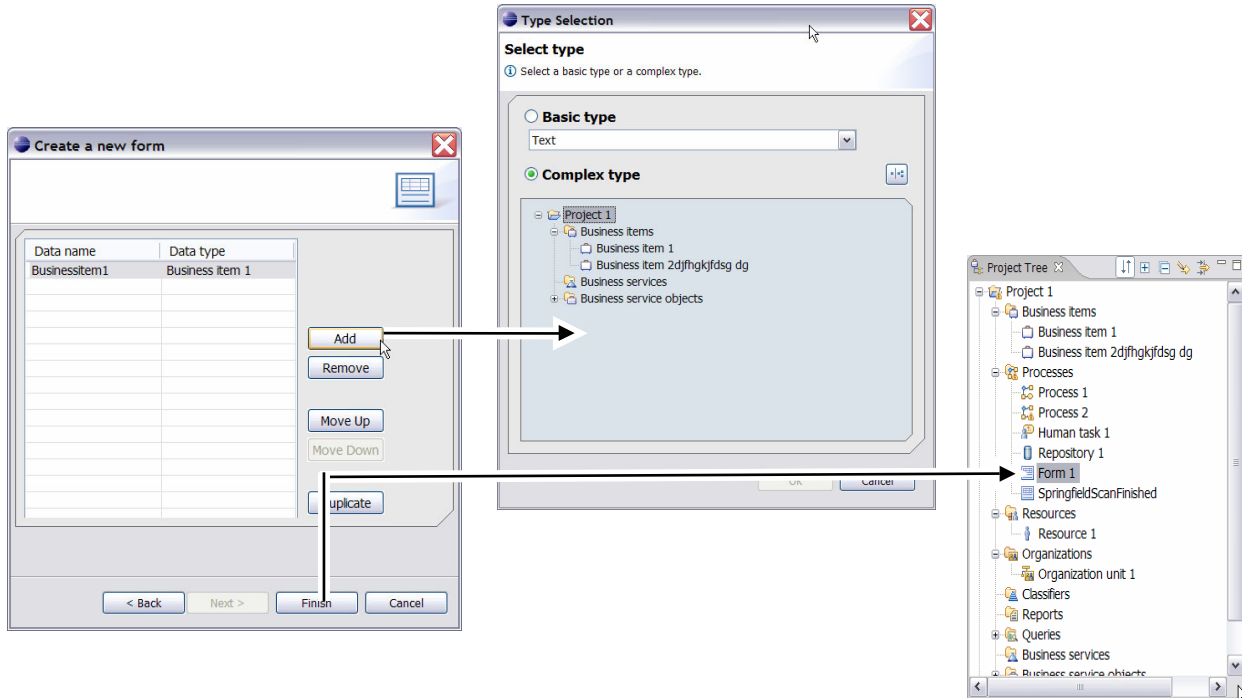 Type Selection
Select type
Select a basic type or a complex type.
Basic type
Text
Complex type
Project 1
Business items
Business item 1
Business item 2djfhgkjfdsg dg
Business services
Business service objects
OK Cancel
Create a new form
Data name Data type
Businessitem1 Business item 1
Add
Remove
Move Up
Move Down
Duplicate
< Back Next > Finish Cancel
Project Tree
Project 1
Business items
Business item 1
Business item 2djfhgkjfdsg dg
Processes
Process 1
Process 2
Human task 1
Repository 1
Form 1
SpringfieldScanFinished
Resources
Resource 1
Organizations
Organization unit 1
Classifiers
Reports
Queries
Business services
Business service objects